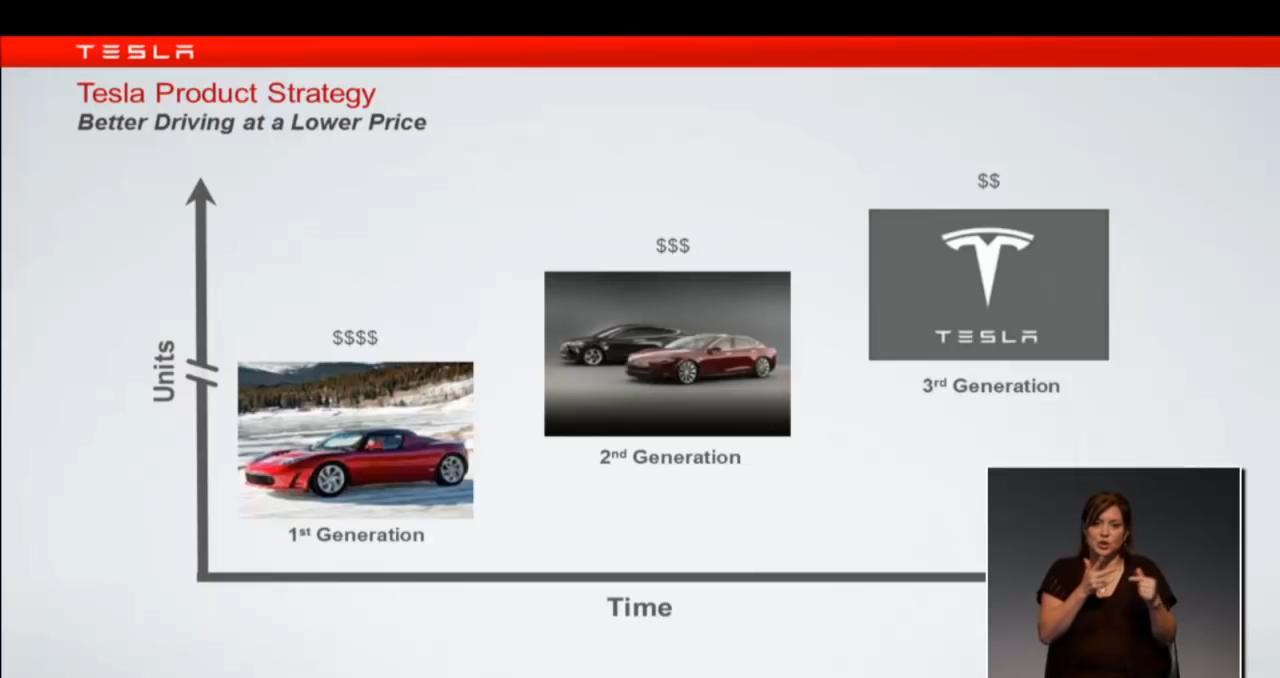 TESLA
Tesla Product Strategy
Better Driving at a Lower Price
$$
$$$
TESLA
$$$$
Units
3rd Generation
2nd Generation
1st Generation
Time